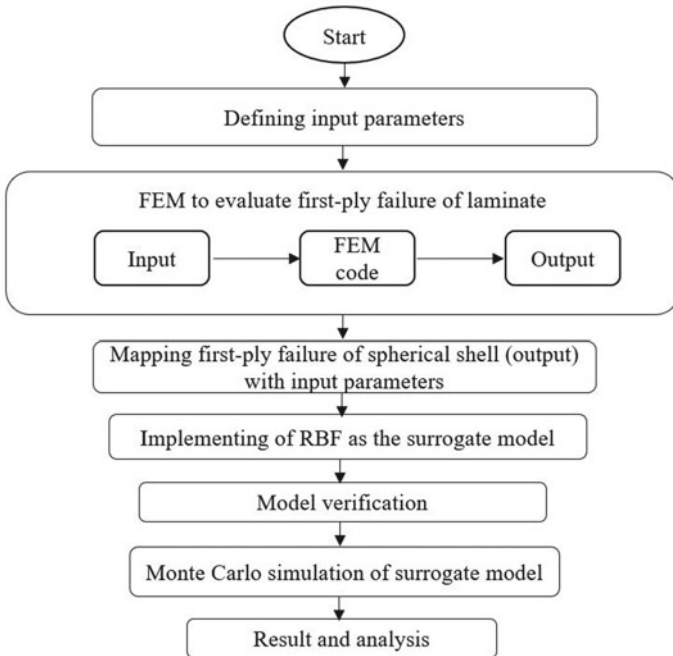 Start
Defining input parameters
FEM to evaluate first-ply failure of laminate
Input
FEM
code
Output
Mapping first-ply failure of spherical shell (output)
with input parameters
Implementing of RBF as the surrogate model
Model verification
Monte Carlo simulation of surrogate model
Result and analysis